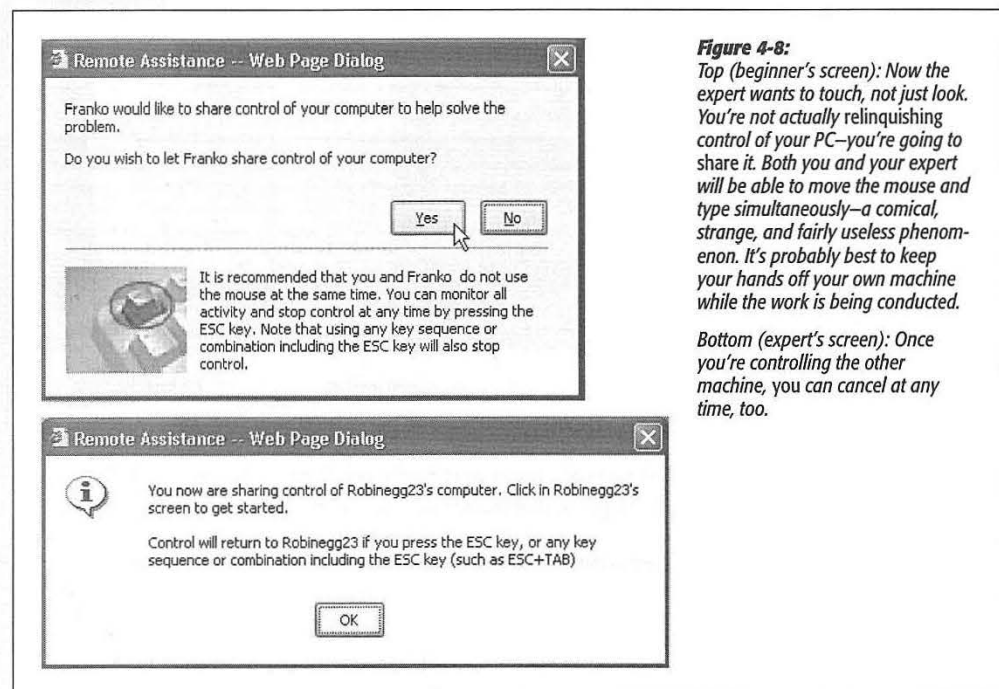 Remote Assistance -- Web Page Dialog
Franko would like to share control of your computer to help solve the
problem.
Do you wish to let Franko share control of your computer?
Yes
No
It is recommended that you and Franko do not use
the mouse at the same time. You can monitor all
activity and stop control at any time by pressing the
ESC key. Note that using any key sequence or
combination including the ESC key will also stop
control.
Remote Assistance -- Web Page Dialog
You now are sharing control of Robinegg23's computer. Click in Robinegg23's
screen to get started.
Control will return to Robinegg23 if you press the ESC key, or any key
sequence or combination including the ESC key (such as ESC+TAB)
OK
Figure 4-8:
Top (beginner's screen): Now the
expert wants to touch, not just look.
You're not actually relinquishing
control of your PC—you're going to
share it. Both you and your expert
will be able to move the mouse and
type simultaneously—a comical,
strange, and fairly useless phenom-
enon. It's probably best to keep
your hands off your own machine
while the work is being conducted.
Bottom (expert's screen): Once
you're controlling the other
machine, you can cancel at any
time, too.